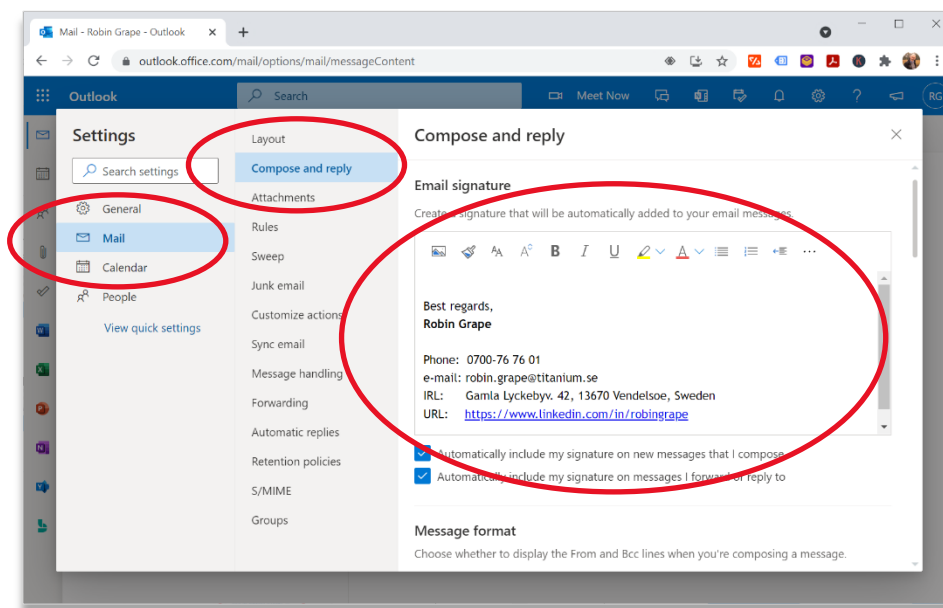 Mail - Robin Grape - Outlook
outlook.office.com/mail/options/mail/messageContent
Outlook
Search
Meet Now
RG
Settings
Search settings
General
Mail
Calendar
People
View quick settings
Layout
Compose and reply
Attachments
Rules
Sweep
Junk email
Customize actions
Sync email
Message handling
Forwarding
Automatic replies
Retention policies
S/MIME
Groups
Compose and reply
Email signature
Create a signature that will be automatically added to your email messages.
Best regards,
Robin Grape
Phone: 0700-76 76 01
e-mail: robin.grape@titanium.se
IRL: Gamla Lyckebyv. 42, 13670 Vendelsoe, Sweden
URL: https://www.linkedin.com/in/robingrape
Automatically include my signature on new messages that I compose
Automatically include my signature on messages I forward or reply to
Message format
Choose whether to display the From and Bcc lines when you're composing a message.